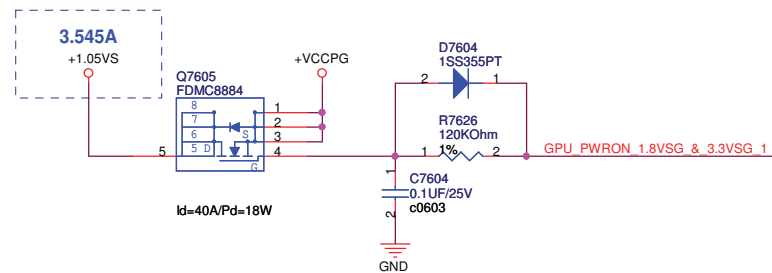 3.545A
+1.05VS
+VCCPG
Q7605
FDMC8884
8
7
6
5 D
S
G
5
1
2
3
4
Id=40A/Pd=18W
D7604
1SS355PT
2
1
R7626
120KOhm
1 1% 2
GPU_PWRON_1.8VSG_&_3.3VSG_1
1
C7604
0.1UF/25V
c0603
2
GND